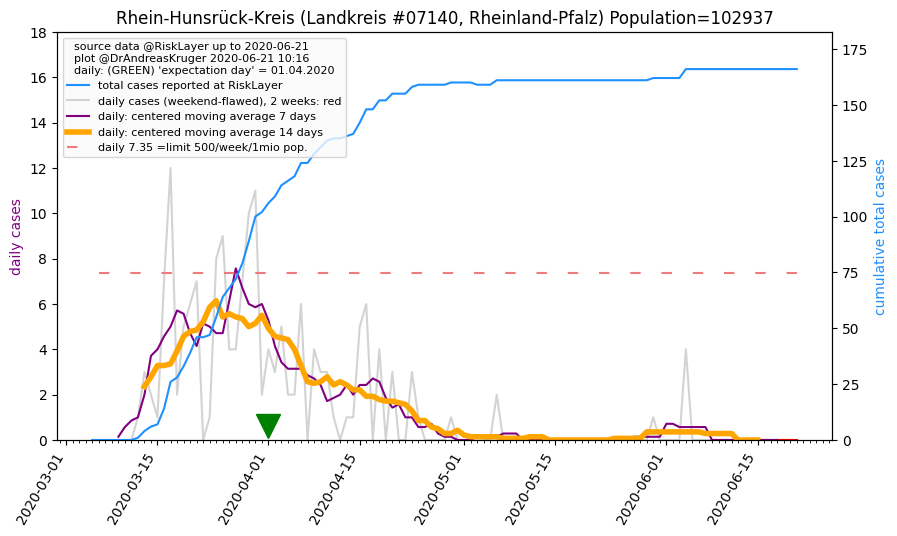 Rhein-Hunsrück-Kreis (Landkreis #07140, Rheinland-Pfalz) Population=102937
source data @RiskLayer up to 2020-06-21
plot @DrAndreasKruger 2020-06-21 10:16
daily: (GREEN) 'expectation day' = 01.04.2020
total cases reported at RiskLayer
daily cases (weekend-flawed), 2 weeks: red
daily: centered moving average 7 days
daily: centered moving average 14 days
daily 7.35 =limit 500/week/1mio pop.
daily cases
18
16
14
12
10
8
6
4
2
0
175
150
125
100
75
50
25
0
cumulative total cases
2020-03-01
2020-03-15
2020-04-01
2020-04-15
2020-05-01
2020-05-15
2020-06-01
2020-06-15